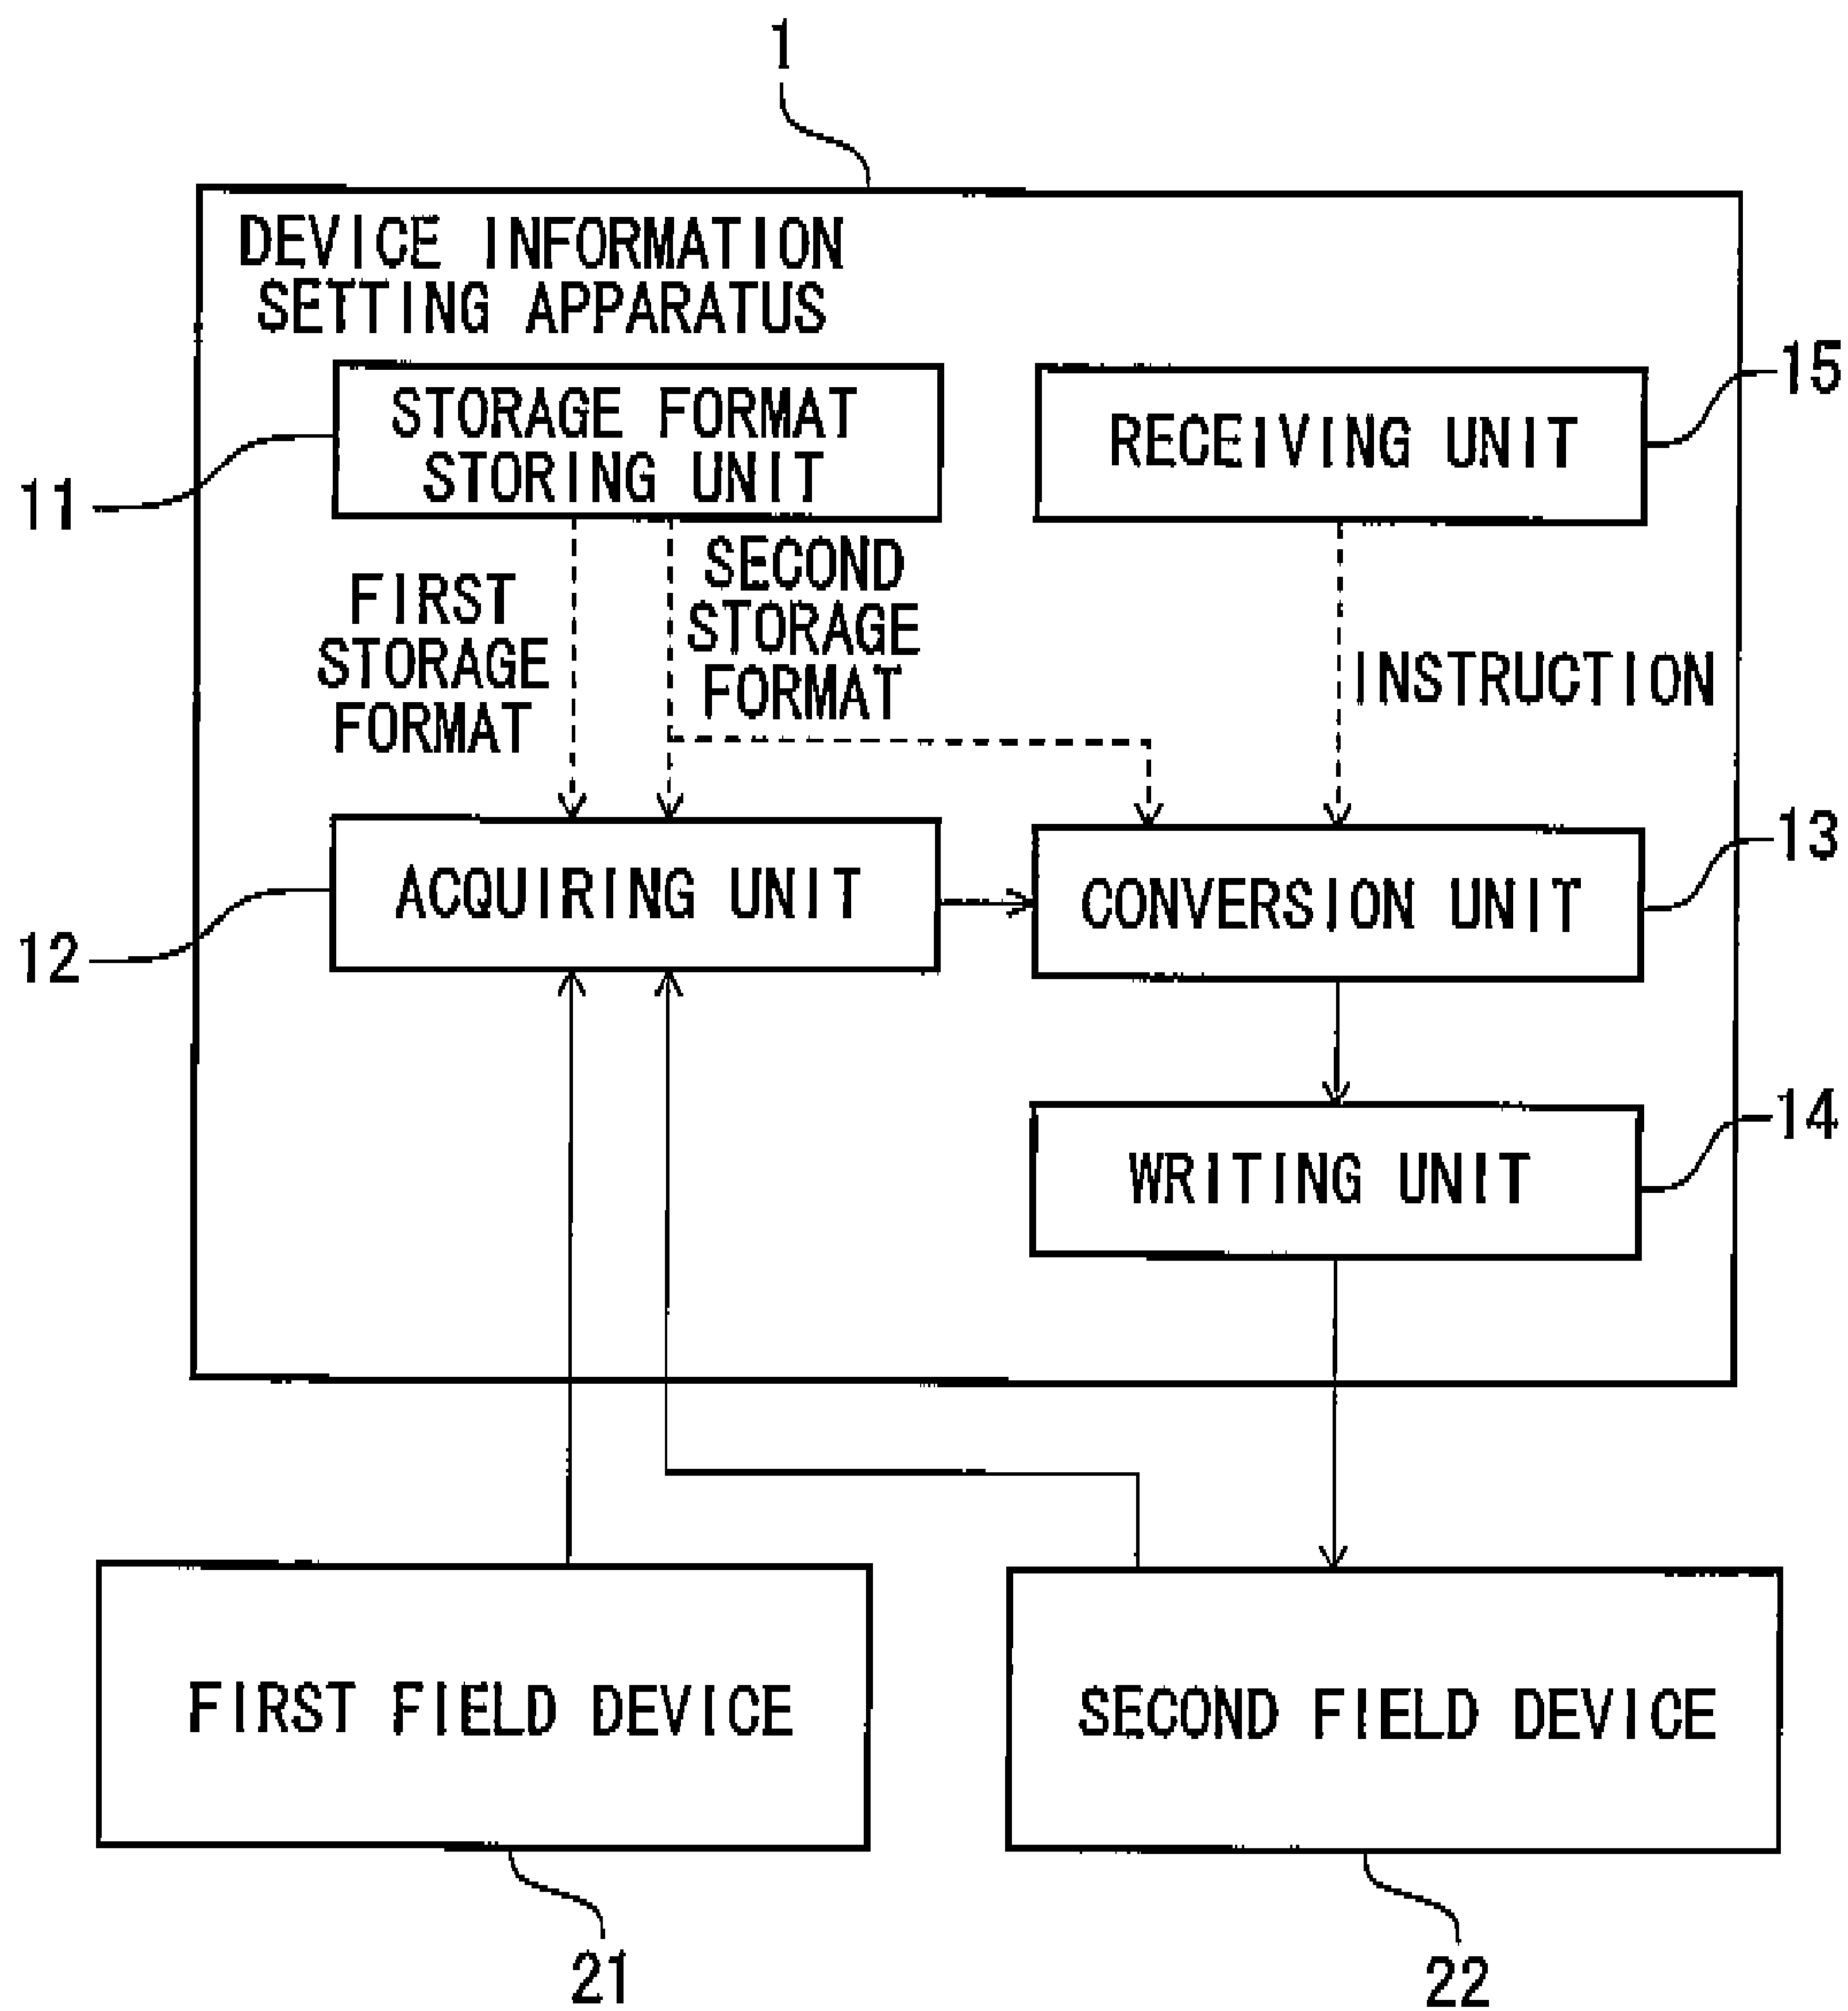 1
DEVICE INFORMATION
SETTING APPARATUS
STORAGE FORMAT
STORING UNIT
11
RECEIVING UNIT
15
FIRST
STORAGE
FORMAT
SECOND
STORAGE
FORMAT
INSTRUCTION
ACQUIRING UNIT
12
CONVERSION UNIT
13
WRITING UNIT
14
FIRST FIELD DEVICE
SECOND FIELD DEVICE
21
22